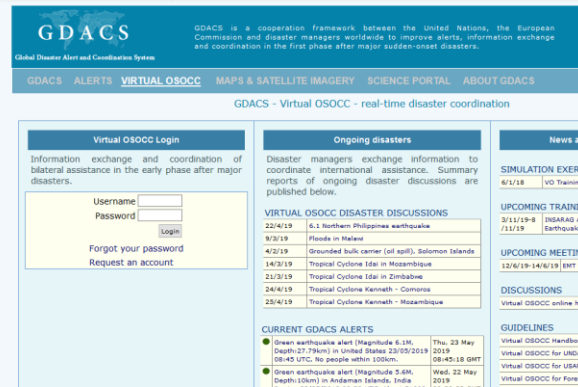 GDACS
Global Disaster Alert and Coordination System
GDACS is a cooperation framework between the United Nations, the European
Commission and disaster managers worldwide to improve alerts, information exchange
and coordination in the first phase after major sudden-onset disasters.
GDACS ALERTS VIRTUAL OSOCC MAPS & SATELLITE IMAGERY SCIENCE PORTAL ABOUT GDACS
GDACS - Virtual OSOCC - real-time disaster coordination
Virtual OSOCC Login
Information exchange and coordination of
bilateral assistance in the early phase after major
disasters.
Username
Password
Login
Forgot your password
Request an account
Ongoing disasters
Disaster managers exchange information to
coordinate international assistance. Summary
reports of ongoing disaster discussions are
published below.
VIRTUAL OSOCC DISASTER DISCUSSIONS
22/4/19 6.1 Northern Philippines earthquake
9/3/19 Floods in Malawi
4/2/19 Grounded bulk carrier (oil spill), Solomon Islands
14/3/19 Tropical Cyclone Idai in Mozambique
21/3/19 Tropical Cyclone Idai in Zimbabwe
24/4/19 Tropical Cyclone Kenneth - Comoros
25/4/19 Tropical Cyclone Kenneth - Mozambique
CURRENT GDACS ALERTS
Green earthquake alert (Magnitude 6.1M, Thu, 23 May
Depth:27.79km) in United States 23/05/2019 2019
08:45 UTC, No people within 100km. 08:45:18 GMT
Green earthquake alert (Magnitude 5.6M, Wed, 22 May
Depth:10km) in Andaman Islands, India 2019
News a
SIMULATION EXER
6/1/18 VO Trainin
UPCOMING TRAINI
3/11/19-8 INSARAG
/11/19 Earthquak
UPCOMING MEETIN
12/6/19-14/6/19 EMT
DISCUSSIONS
Virtual OSOCC online h
GUIDELINES
Virtual OSOCC Handbo
Virtual OSOCC for UND
Virtual OSOCC for USA
Virtual OSOCC for Fore